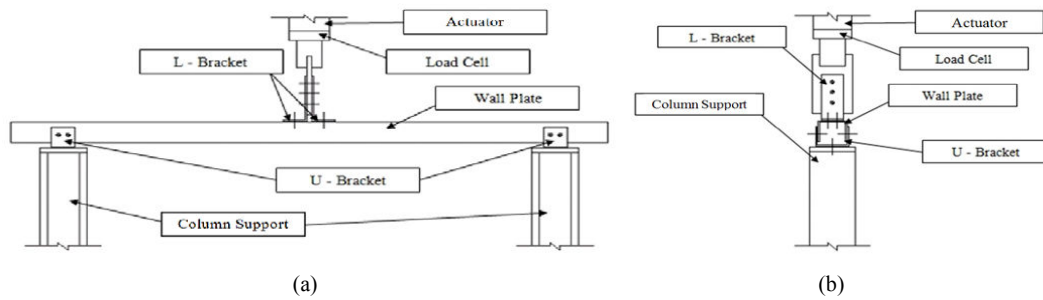 Actuator
L - Bracket
Load Cell
Wall Plate
U - Bracket
Column Support
(a)
Actuator
L - Bracket
Load Cell
Column Support
Wall Plate
U - Bracket
(b)